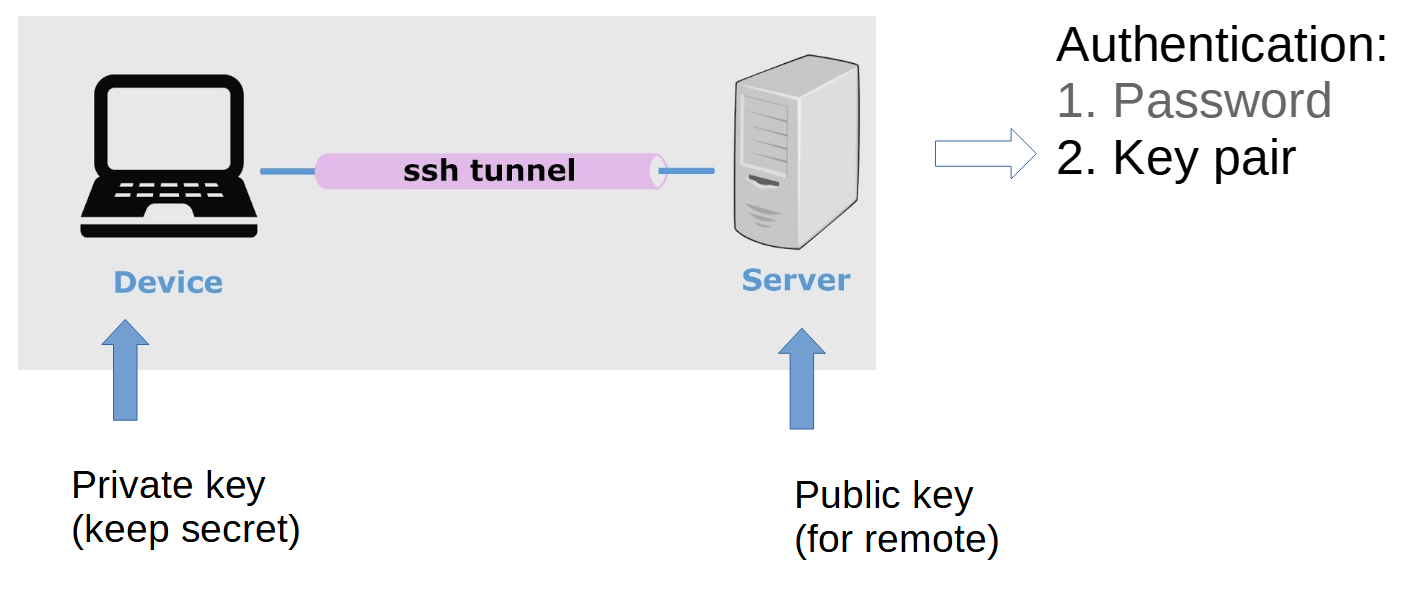 Authentication:
1. Password
2. Key pair
ssh tunnel
Device
Server
Private key
(keep secret)
Public key
(for remote)